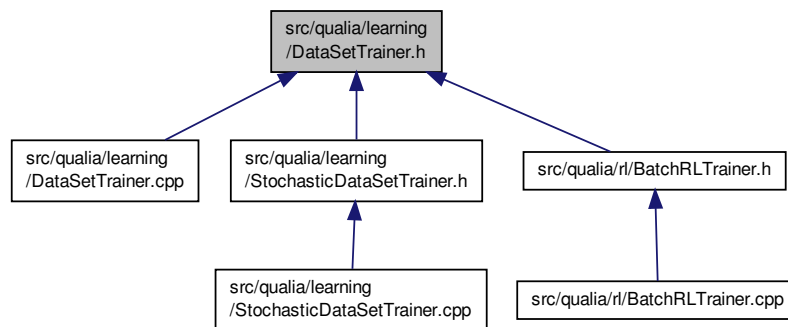 src/qualia/learning
/DataSetTrainer.h
src/qualia/learning
/DataSetTrainer.cpp
src/qualia/learning
/StochasticDataSetTrainer.h
src/qualia/rl/BatchRLTrainer.h
src/qualia/learning
/StochasticDataSetTrainer.cpp
src/qualia/rl/BatchRLTrainer.cpp